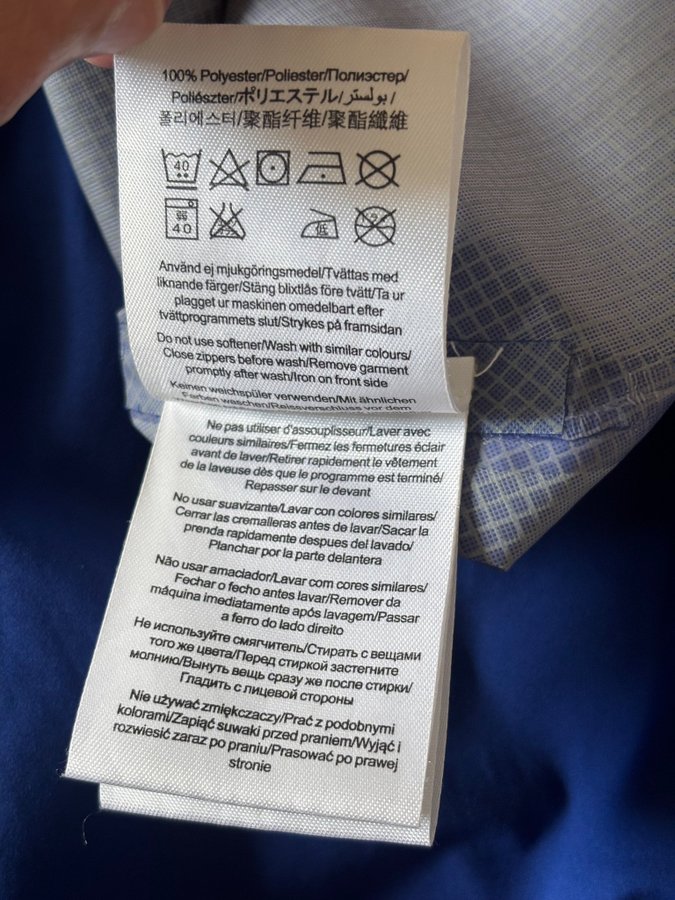 100% Polyester/Poliester/Полиэстер/
Poliészter/ポリエステル/بولستر/
폴리에스터/聚酯纤维/聚酯纖維
40
弱
40
低
Använd ej mjukgöringsmedel/Tvättas med
liknande färger/Stäng blixtlås före tvätt/Ta ur
plagget ur maskinen omedelbart efter
tvättprogrammets slut/Strykes på framsidan
Do not use softener/Wash with similar colours/
Close zippers before wash/Remove garment
promptly after wash/Iron on front side
Keinen weichspüler verwenden/Mit ähnlichen
Farben waschen/Reissverschluss vor dem
Ne pas utiliser d'assouplisseur/Laver avec
couleurs similaires/Fermez les fermetures éclair
avant de laver/Retirer rapidement le vêtement
de la laveuse dès que le programme est terminé/
Repasser sur le devant
No usar suavizante/Lavar con colores similares/
Cerrar las cremalleras antes de lavar/Sacar la
prenda rapidamente despues del lavado/
Planchar por la parte delantera
Não usar amaciador/Lavar com cores similares/
Fechar o fecho antes lavar/Remover da
máquina imediatamente após lavagem/Passar
a ferro do lado direito
Не используйте смягчитель/Стирать с вещами
того же цвета/Перед стиркой застегните
молнию/Вынуть вещь сразу же после стирки/
Гладить с лицевой стороны
Nie używać zmiękczaczy/Prać z podobnymi
kolorami/Zapiąć suwaki przed praniem/Wyjąć i
rozwiesić zaraz po praniu/Prasować po prawej
stronie